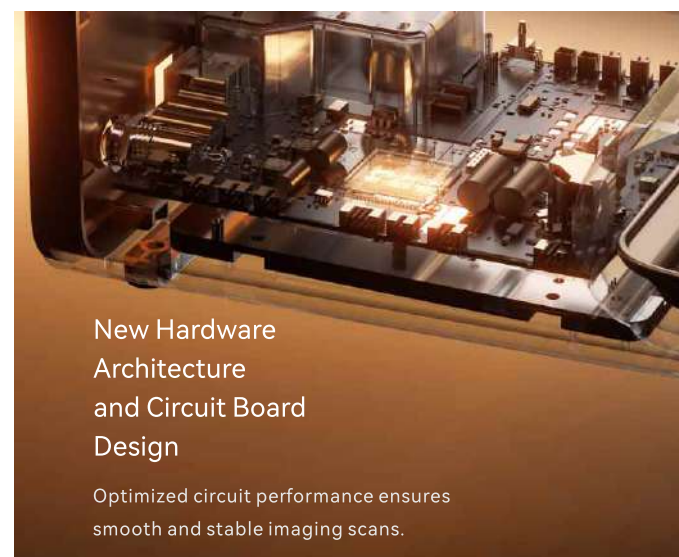 New Hardware
Architecture
and Circuit Board
Design
Optimized circuit performance ensures
smooth and stable imaging scans.